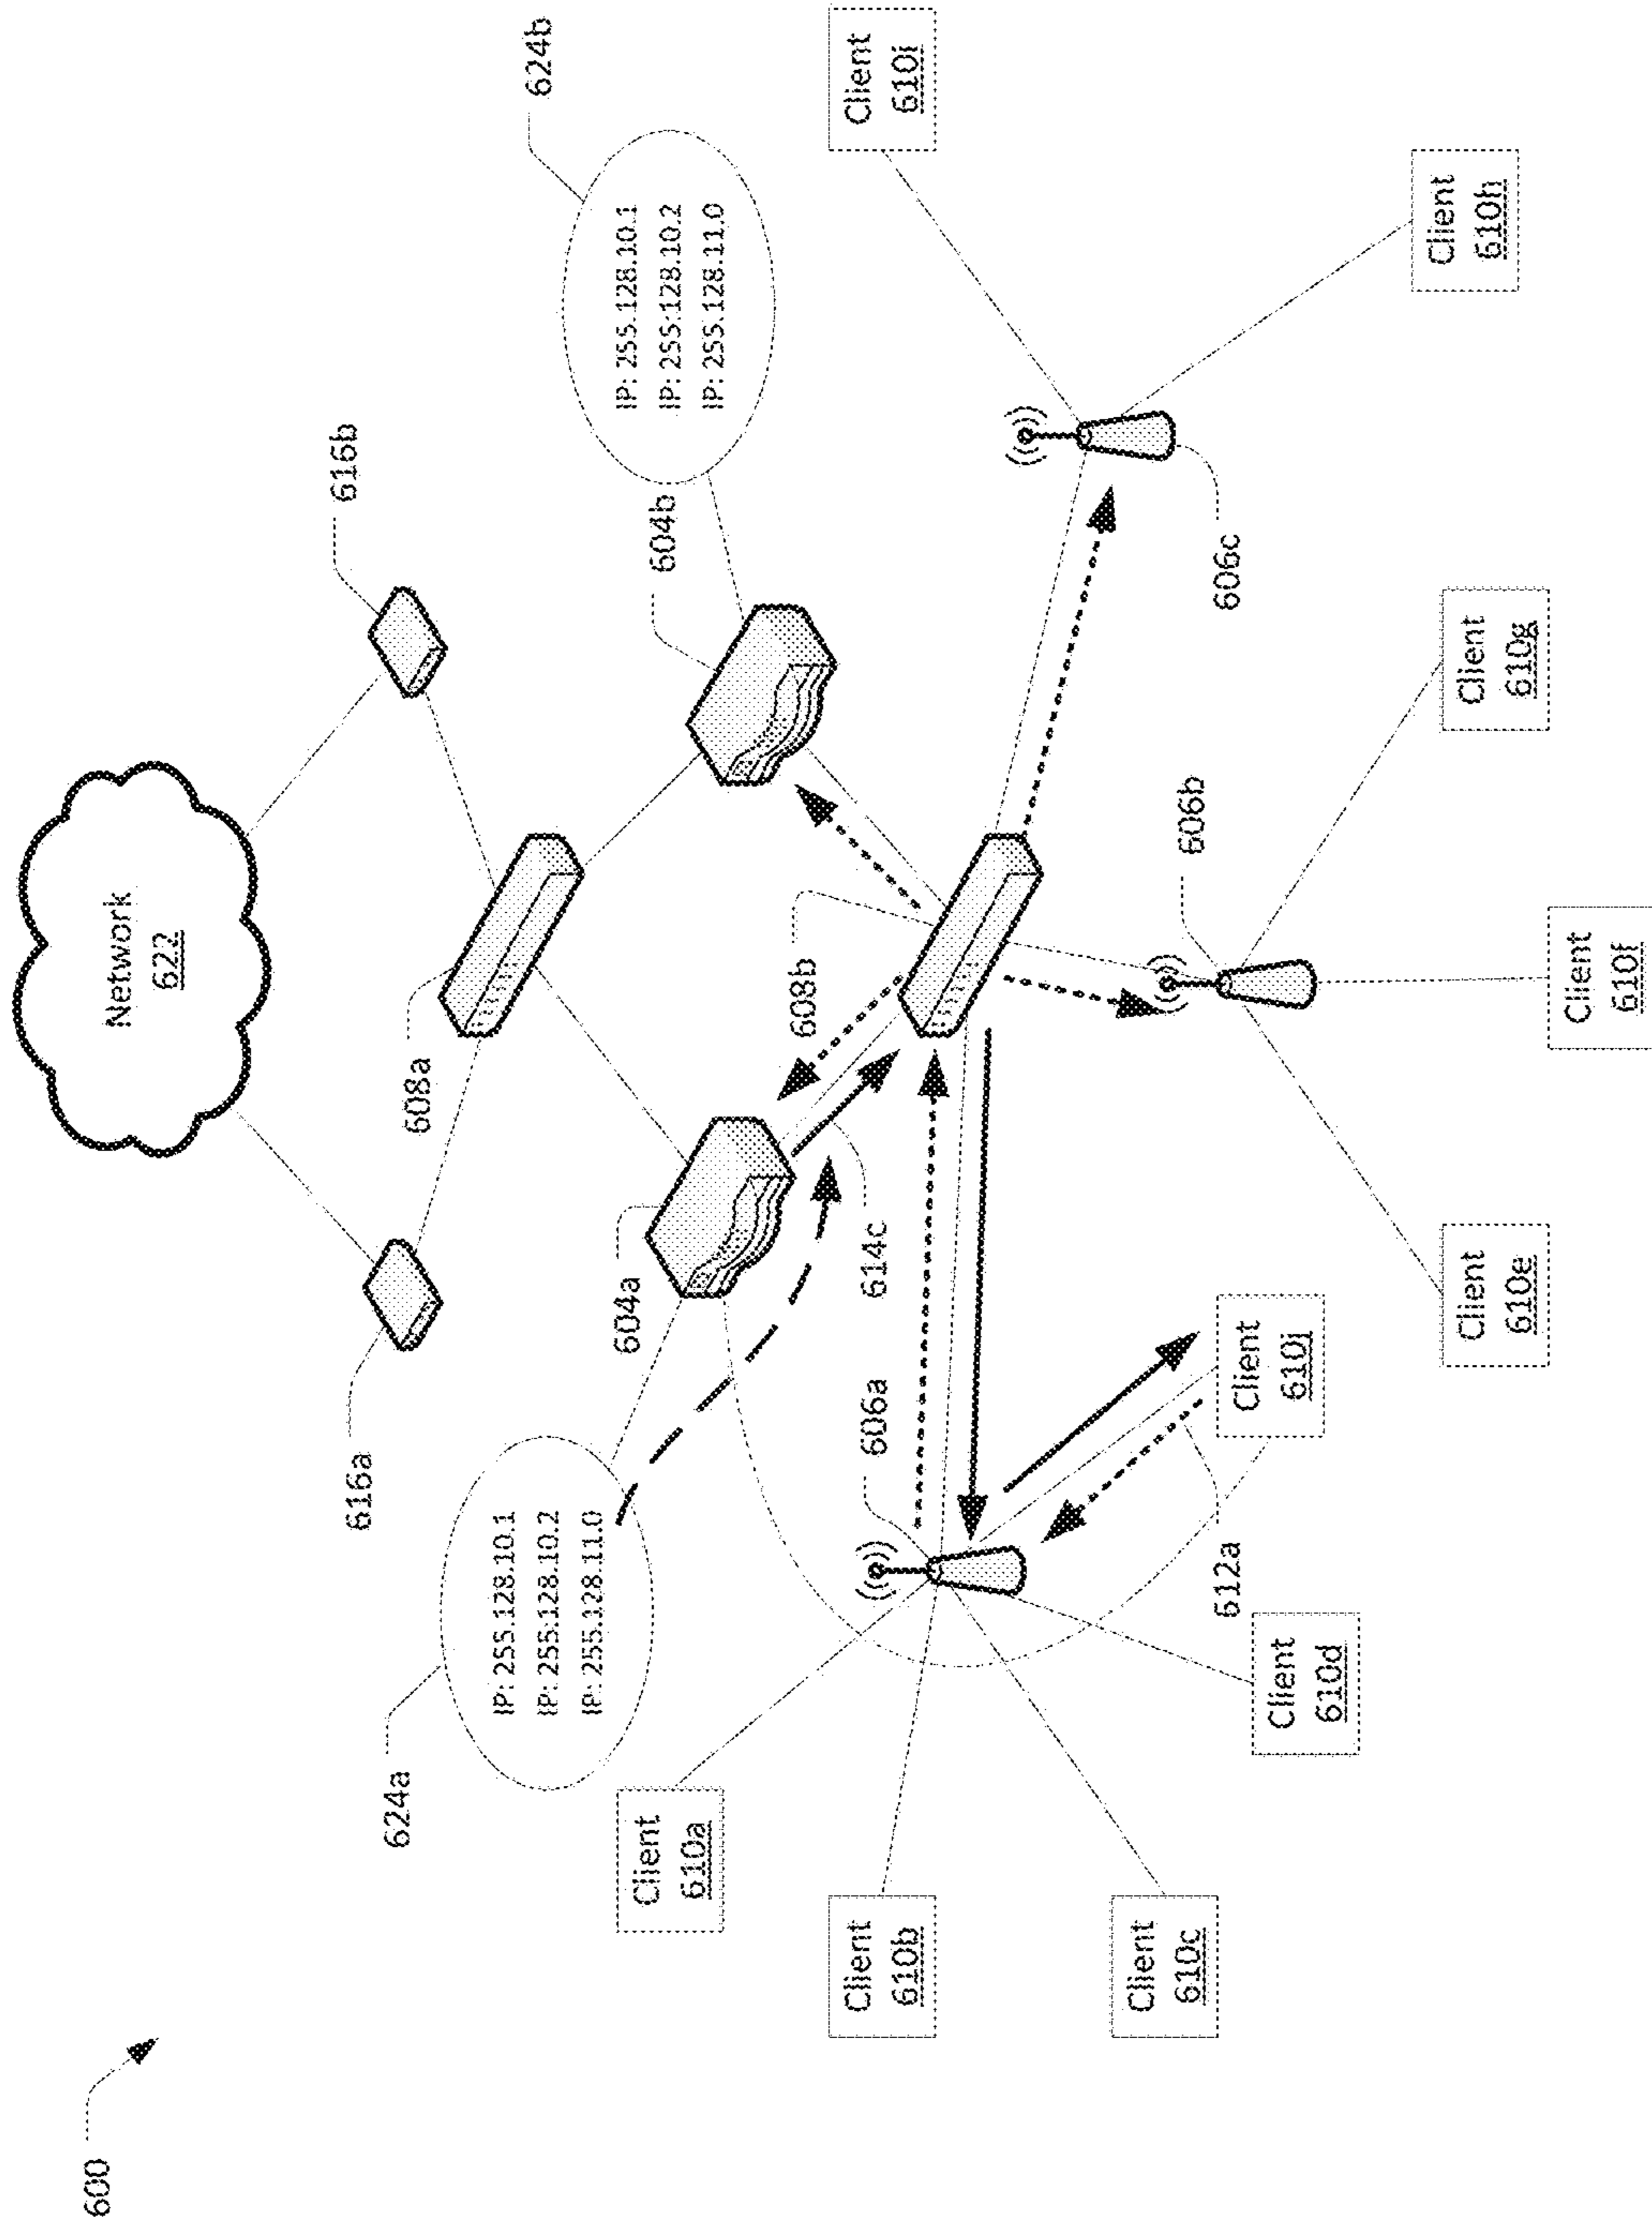 600
Network
622
616a
616b
608a
624a
IP: 255.128.10.1
IP: 255:128.10.2
IP: 255.128.11.0
604a
604b
624b
IP: 255.128.10.1
IP: 255:128.10.2
IP: 255.128.11.0
608b
614c
606a
Client
610a
Client
610b
Client
610c
Client
610d
612a
Client
610j
Client
610e
606b
Client
610f
Client
610g
606c
Client
610h
Client
610i